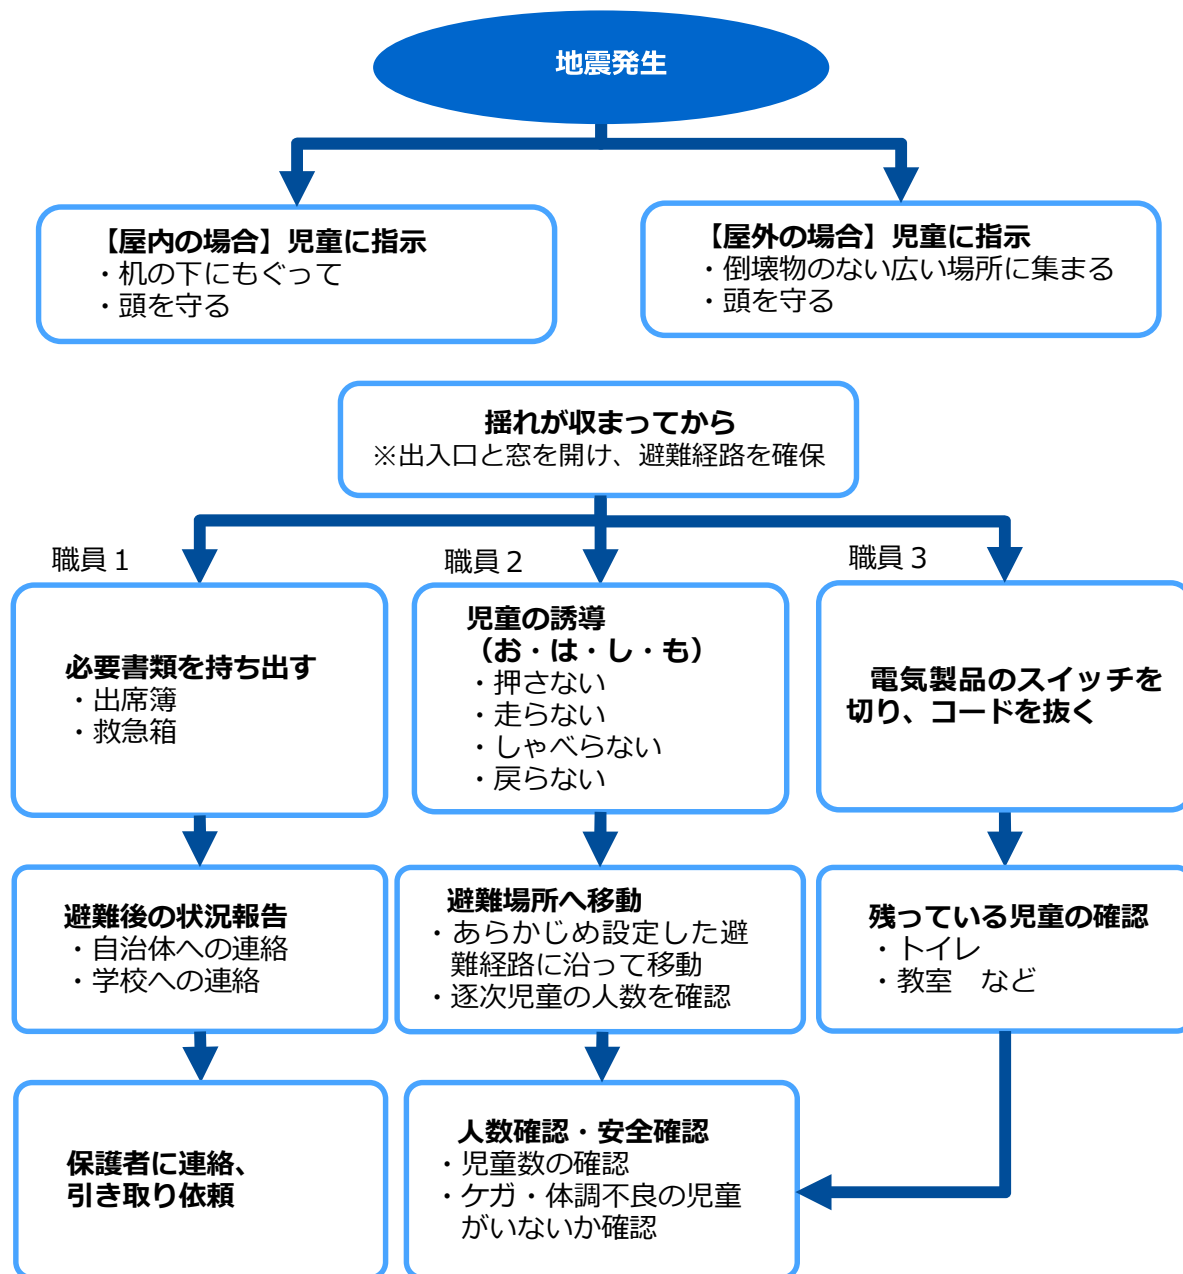 地震発生
【屋内の場合】児童に指示
・机の下にもぐって
・頭を守る
【屋外の場合】児童に指示
・倒壊物のない広い場所に集まる
・頭を守る
揺れが収まってから
※出入口と窓を開け、避難経路を確保
職員１
必要書類を持ち出す
・出席簿
・救急箱
職員２
児童の誘導
（お・は・し・も）
・押さない
・走らない
・しゃべらない
・戻らない
職員３
電気製品のスイッチを
切り、コードを抜く
避難後の状況報告
・自治体への連絡
・学校への連絡
避難場所へ移動
・あらかじめ設定した避
難経路に沿って移動
・逐次児童の人数を確認
残っている児童の確認
・トイレ
・教室　など
保護者に連絡、
引き取り依頼
人数確認・安全確認
・児童数の確認
・ケガ・体調不良の児童
がいないか確認